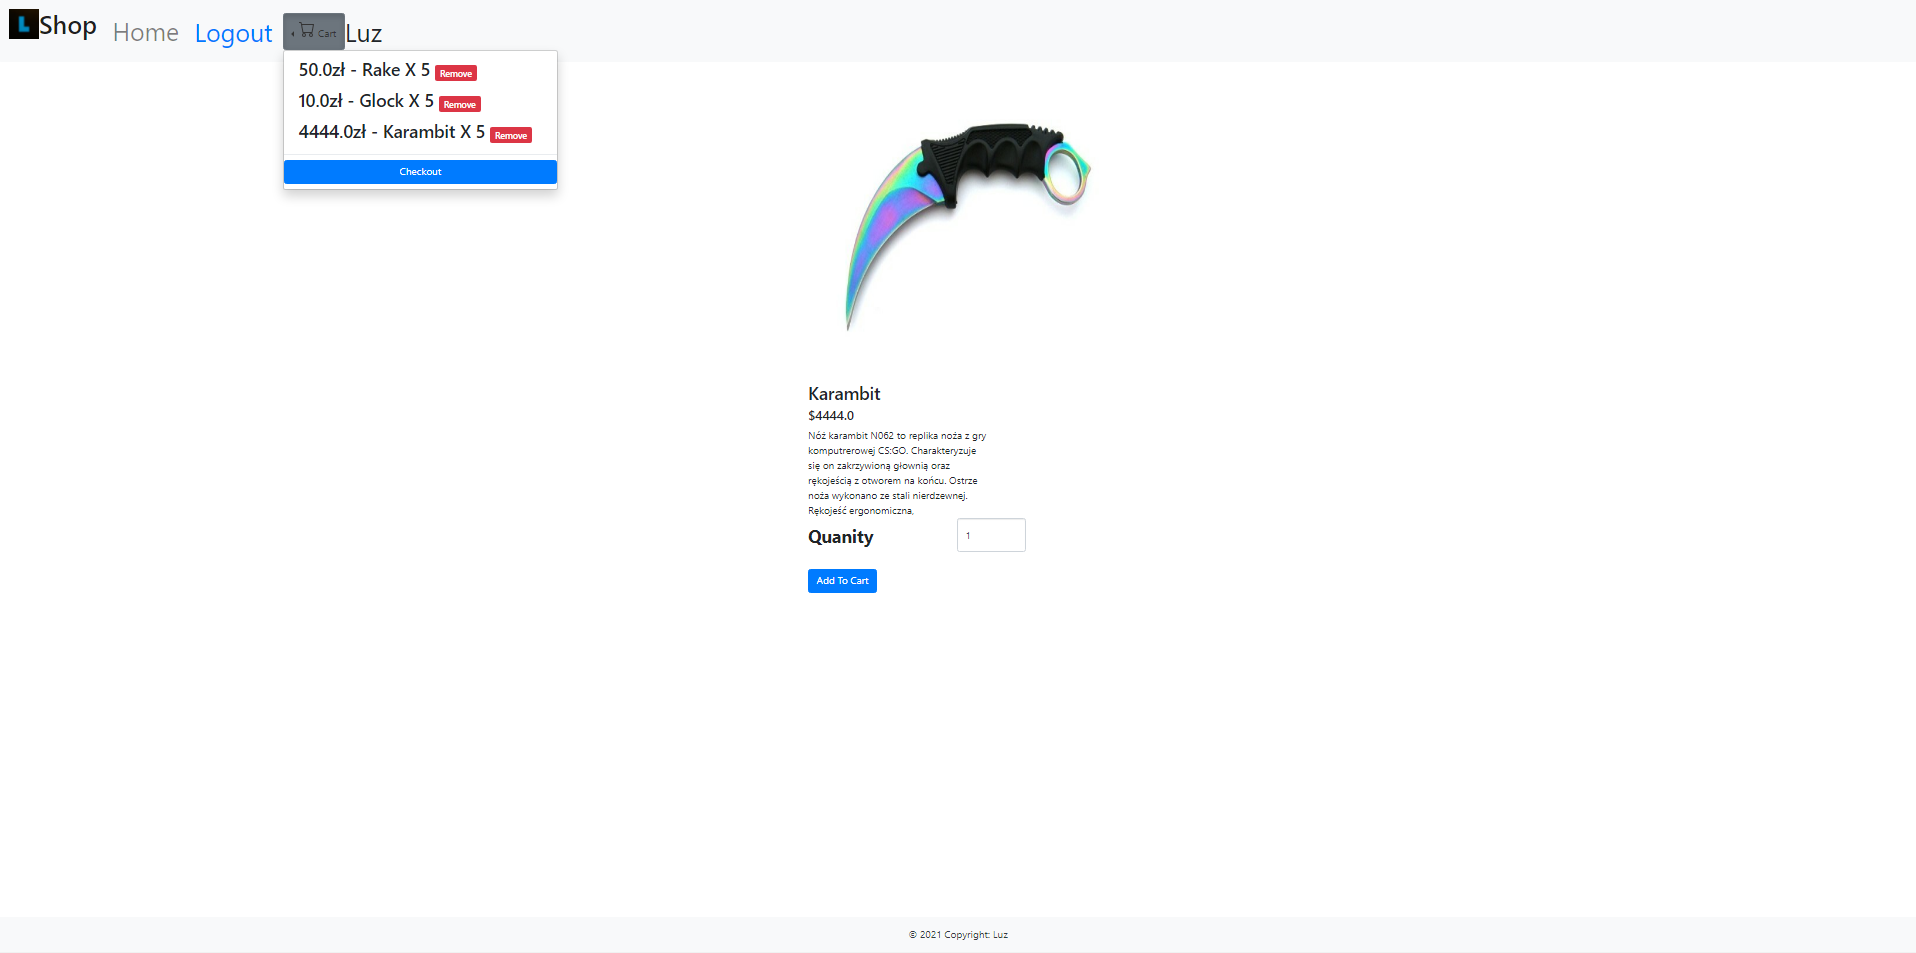 L Shop Home Logout Cart Luz
50.0zł - Rake X 5 Remove
10.0zł - Glock X 5 Remove
4444.0zł - Karambit X 5 Remove
Checkout
Karambit
$4444.0
Nóż karambit N062 to replika noża z gry
komputrerowej CS:GO. Charakteryzuje
się on zakrzywioną głownią oraz
rękojeścią z otworem na końcu. Ostrze
noża wykonano ze stali nierdzewnej.
Rękojeść ergonomiczna,
Quanity 1
Add To Cart
© 2021 Copyright: Luz